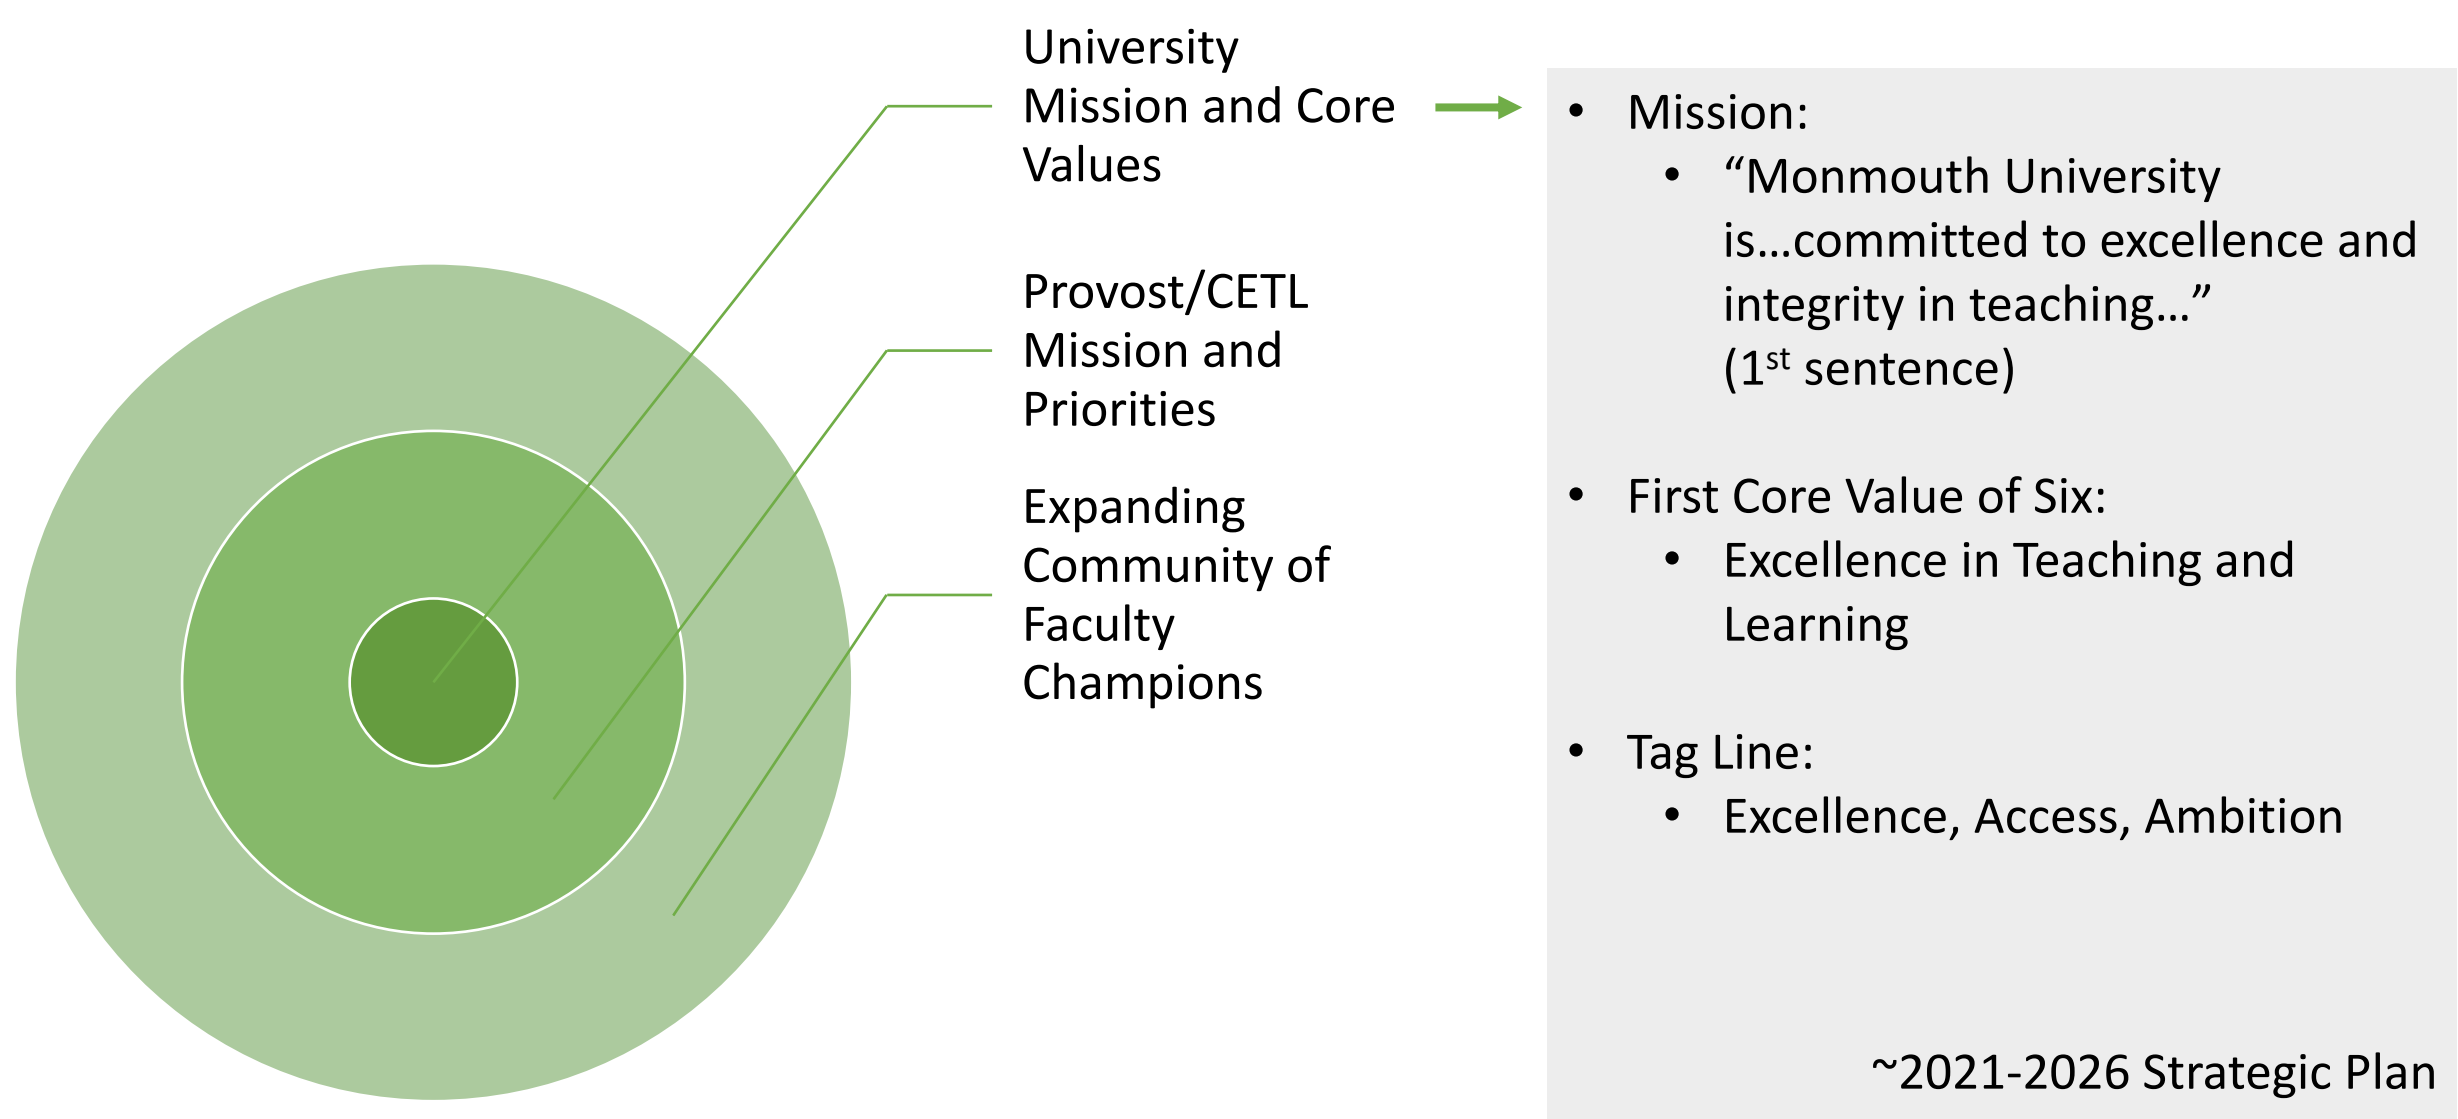 University
Mission and Core
Values
Provost/CETL
Mission and
Priorities
Expanding
Community of
Faculty
Champions
• Mission:
• “Monmouth University
is…committed to excellence and
integrity in teaching…”
(1st sentence)
• First Core Value of Six:
• Excellence in Teaching and
Learning
• Tag Line:
• Excellence, Access, Ambition
~2021-2026 Strategic Plan